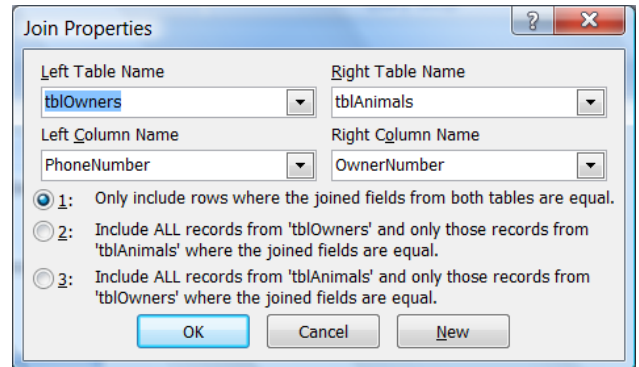 Join Properties
Left Table Name Right Table Name
tblOwners tblAnimals
Left Column Name Right Column Name
PhoneNumber OwnerNumber
1: Only include rows where the joined fields from both tables are equal.
2: Include ALL records from 'tblOwners' and only those records from
'tblAnimals' where the joined fields are equal.
3: Include ALL records from 'tblAnimals' and only those records from
'tblOwners' where the joined fields are equal.
OK Cancel New